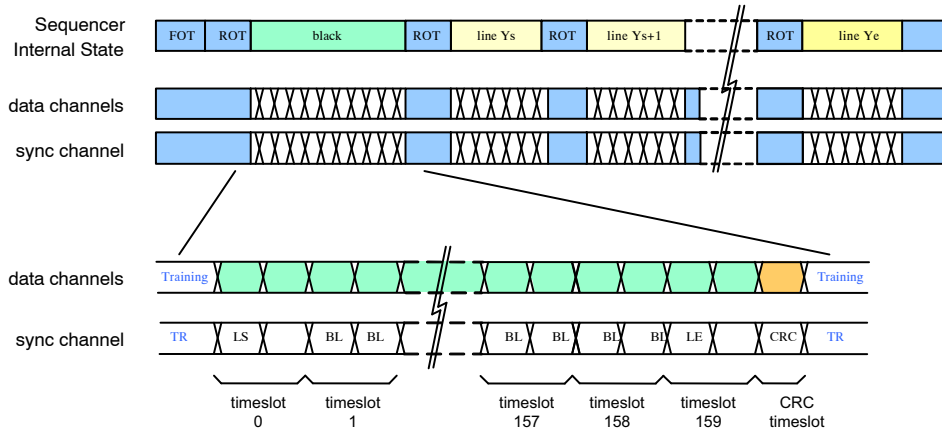 Sequencer
Internal State
FOT ROT black ROT line Ys ROT line Ys+1 ROT line Ye
data channels
sync channel
data channels Training Training
sync channel TR LS BL BL BL BL BL BL LE CRC TR
timeslot timeslot timeslot timeslot timeslot CRC
0 1 157 158 159 timeslot